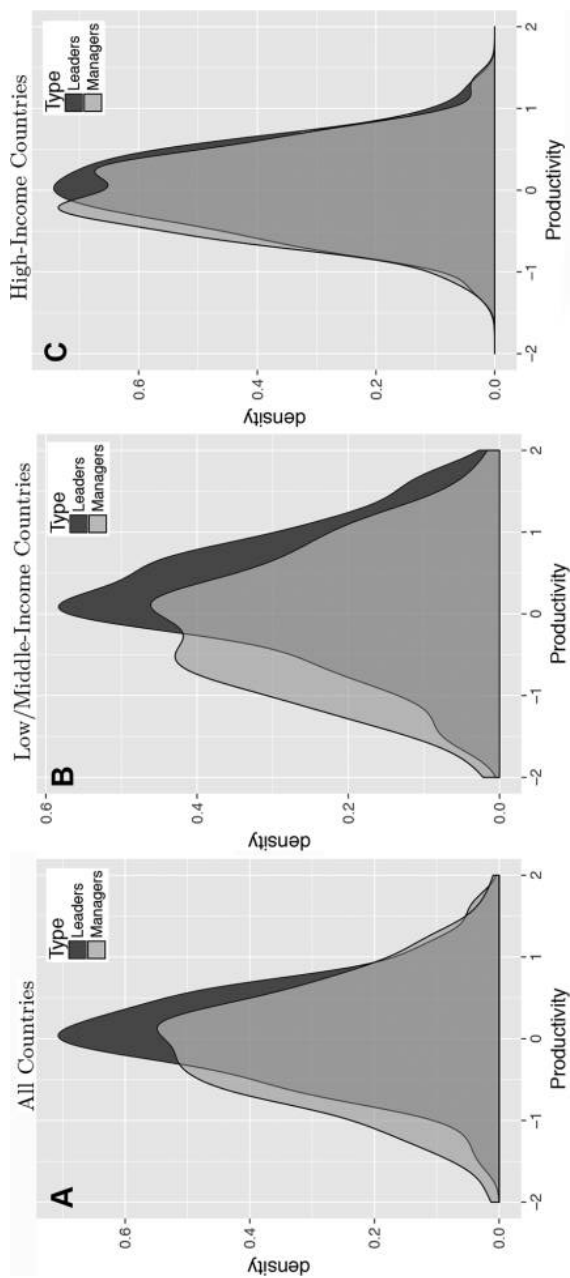 All Countries
A
Type
Leaders
Managers
density
0.6
0.4
0.2
0.0
-2
-1
0
1
2
Productivity
Low/Middle-Income Countries
B
Type
Leaders
Managers
density
0.6
0.4
0.2
0.0
-2
-1
0
1
2
Productivity
High-Income Countries
C
Type
Leaders
Managers
density
0.6
0.4
0.2
0.0
-2
-1
0
1
2
Productivity